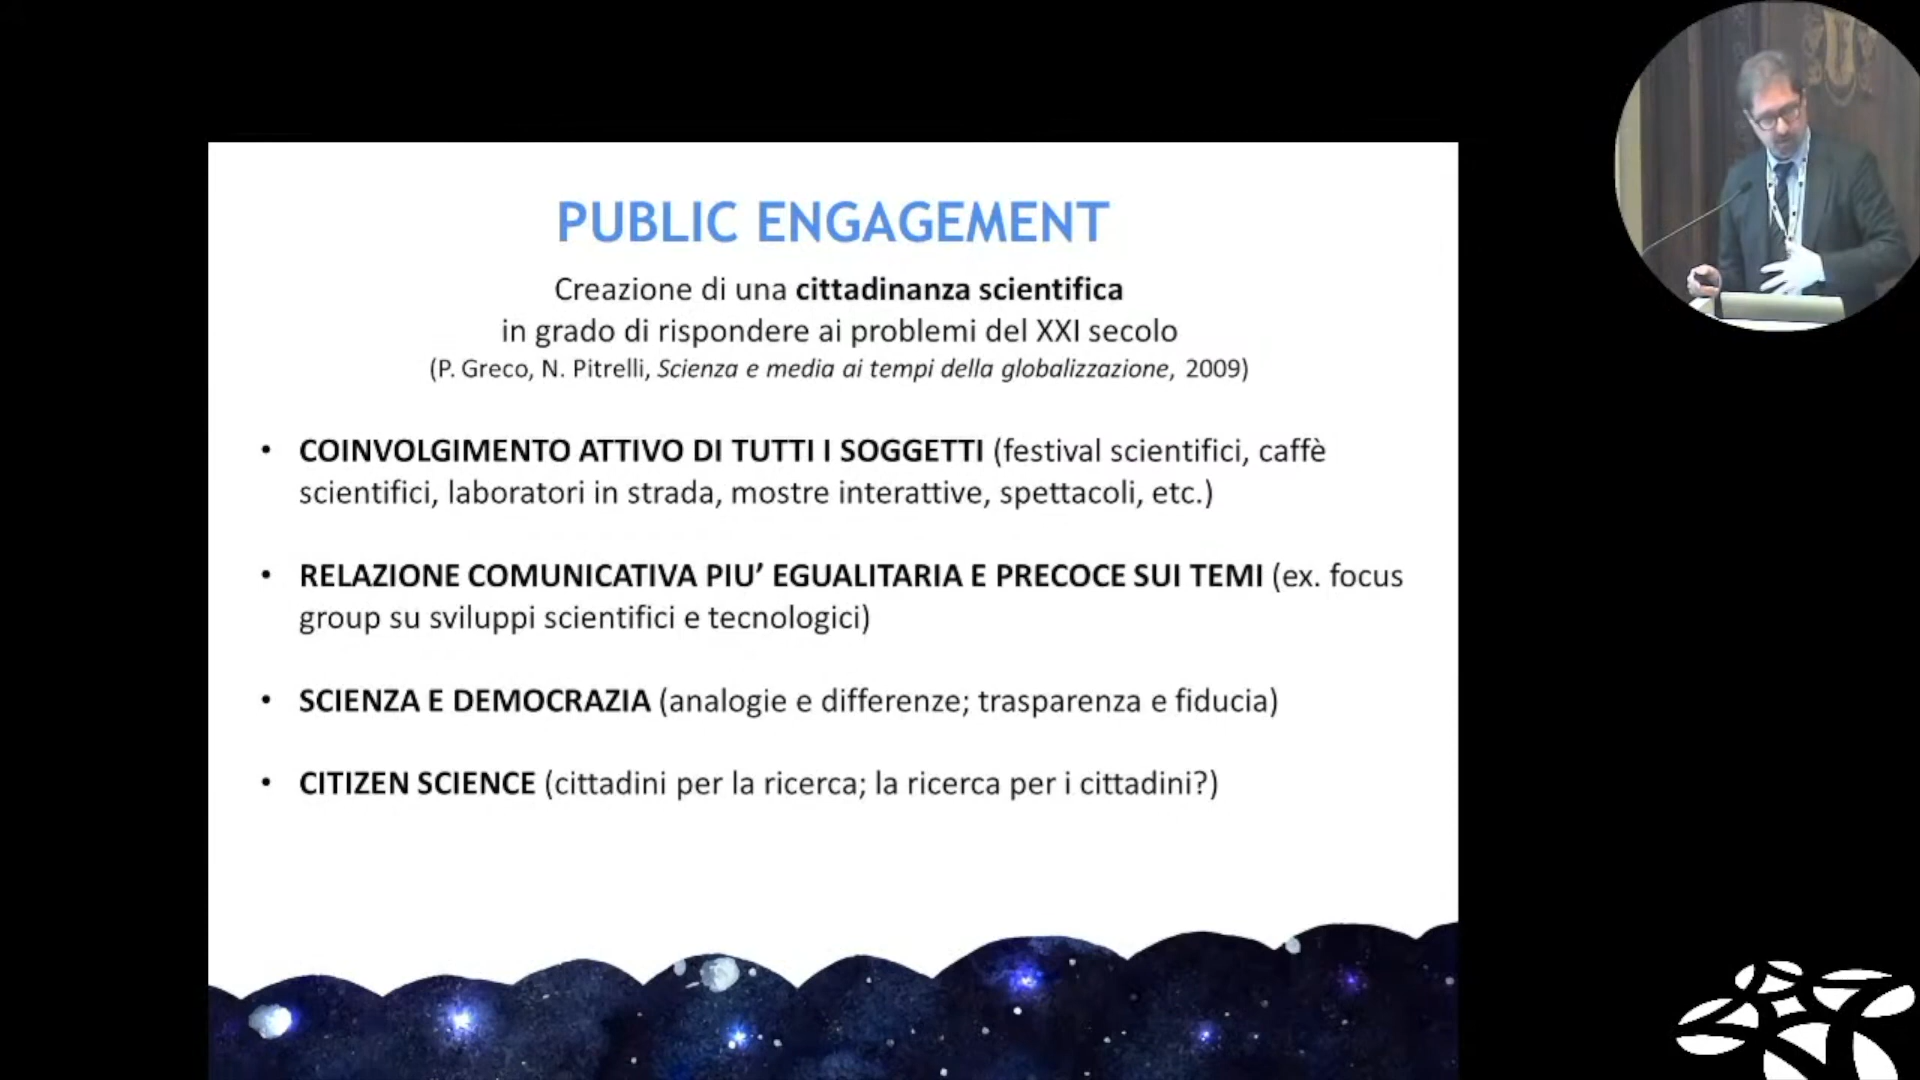 PUBLIC ENGAGEMENT
Creazione di una cittadinanza scientifica
in grado di rispondere ai problemi del XXI secolo
(P. Greco, N. Pitrelli, Scienza e media ai tempi della globalizzazione, 2009)
• COINVOLGIMENTO ATTIVO DI TUTTI I SOGGETTI (festival scientifici, caffè
scientifici, laboratori in strada, mostre interattive, spettacoli, etc.)
• RELAZIONE COMUNICATIVA PIU’ EGUALITARIA E PRECOCE SUI TEMI (ex. focus
group su sviluppi scientifici e tecnologici)
• SCIENZA E DEMOCRAZIA (analogie e differenze; trasparenza e fiducia)
• CITIZEN SCIENCE (cittadini per la ricerca; la ricerca per i cittadini?)